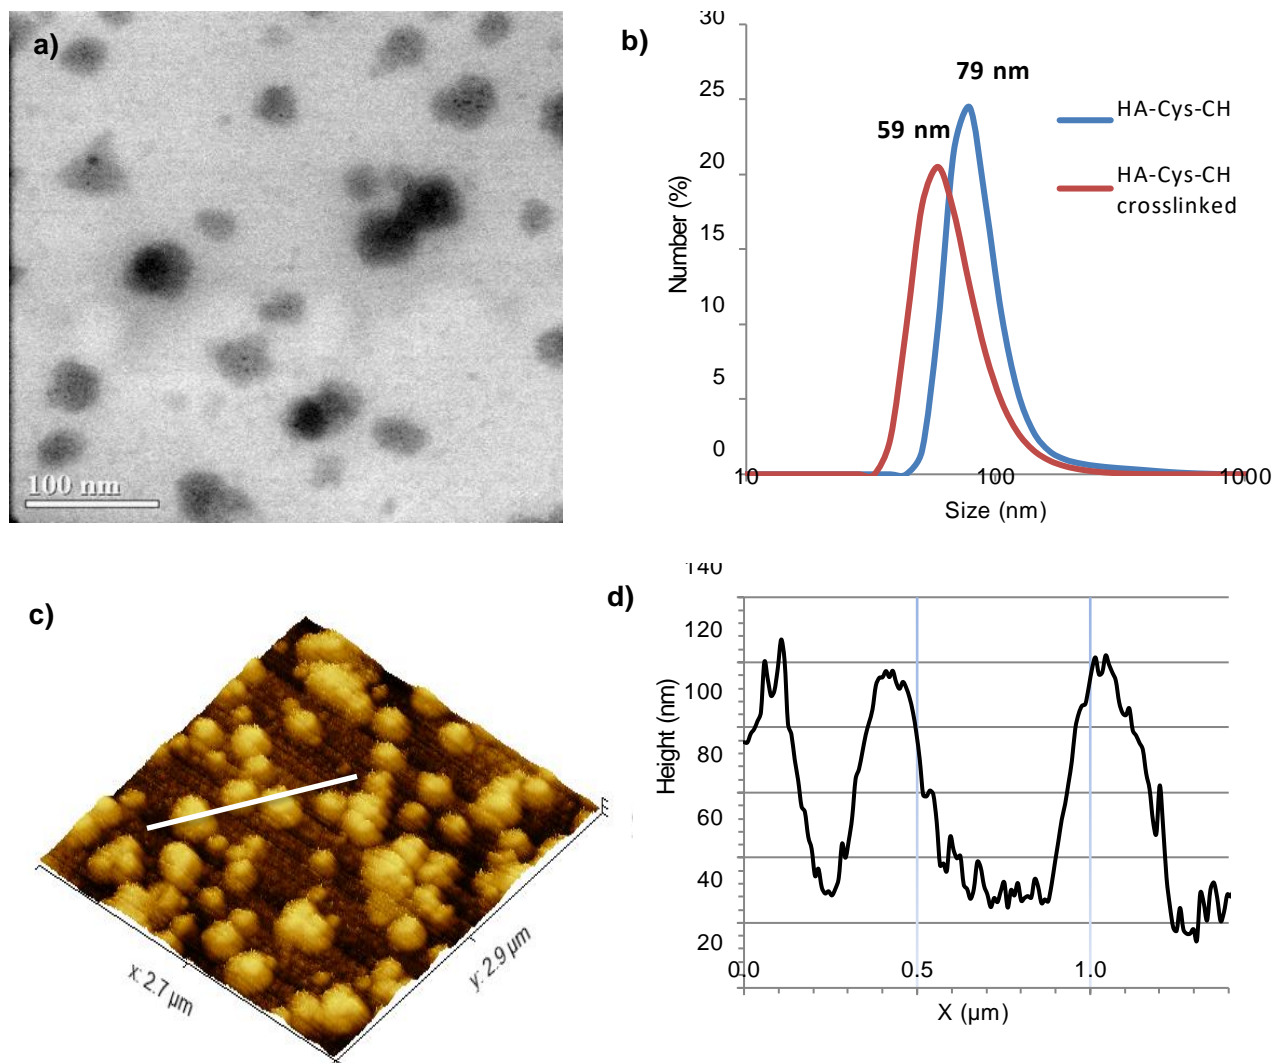 a)
100 nm
b)
30
25
20
15
10
5
0
Number (%)
79 nm
59 nm
HA-Cys-CH
HA-Cys-CH
crosslinked
10
100
1000
Size (nm)
c)
x: 2.7 µm
y: 2.9 µm
d)
140
120
100
80
60
40
20
Height (nm)
0.0
0.5
1.0
X (µm)